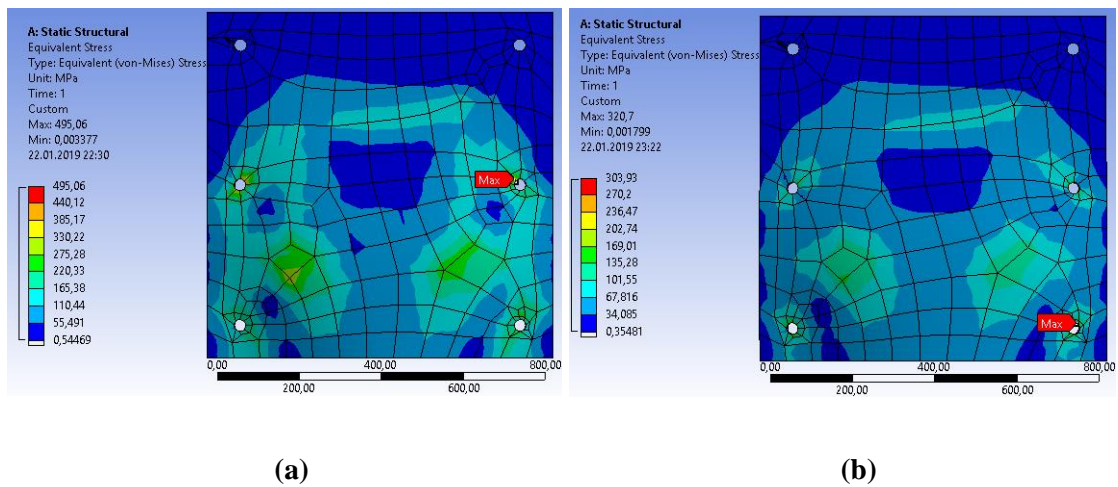 A: Static Structural
Equivalent Stress
Type: Equivalent (von-Mises) Stress
Unit: MPa
Time: 1
Custom
Max: 495,06
Min: 0,003377
22.01.2019 22:30
495,06
440,12
385,17
330,22
275,28
220,33
165,38
110,44
55,491
0,54469
Max
0,00
400,00
800,00
200,00
600,00
(a)
A: Static Structural
Equivalent Stress
Type: Equivalent (von-Mises) Stress
Unit: MPa
Time: 1
Custom
Max: 320,7
Min: 0,001799
22.01.2019 23:22
303,93
270,2
236,47
202,74
169,01
135,28
101,55
67,816
34,085
0,35481
Max
0,00
400,00
800,00
200,00
600,00
(b)